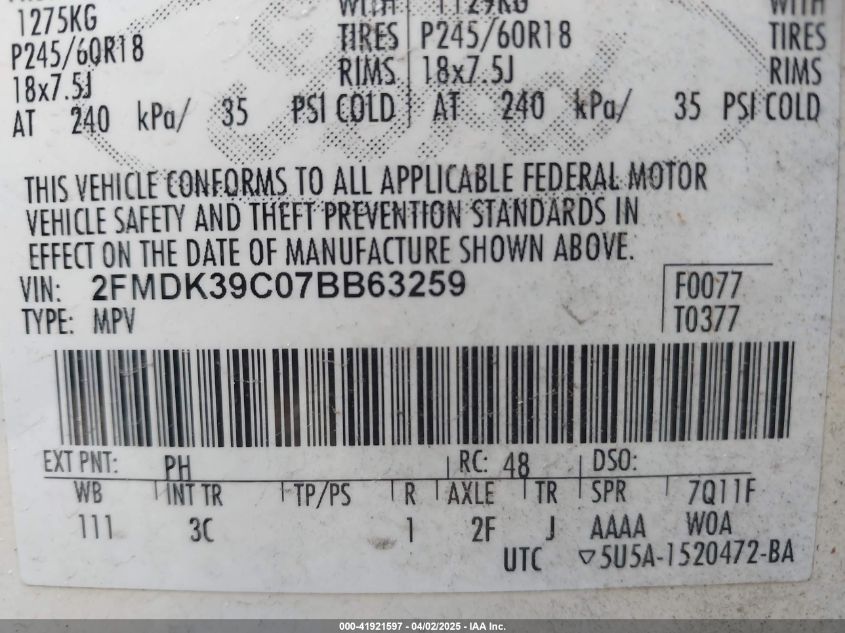 1275KG WITH 1129KG WITH
P245/60R18 TIRES P245/60R18 TIRES
18x7.5J RIMS 18x7.5J RIMS
AT 240 kPa/ 35 PSI COLD AT 240 kPa/ 35 PSI COLD
THIS VEHICLE CONFORMS TO ALL APPLICABLE FEDERAL MOTOR
VEHICLE SAFETY AND THEFT PREVENTION STANDARDS IN
EFFECT ON THE DATE OF MANUFACTURE SHOWN ABOVE.
VIN: 2FMDK39C07BB63259 F0077
TYPE: MPV T0377
EXT PNT: PH RC: 48 DSO:
WB INT TR TP/PS R AXLE TR SPR 7Q11F
111 3C 1 2F J AAAA WOA
UTC ▽5U5A-1520472-BA
000-41921597 - 04/02/2025 - IAA Inc.